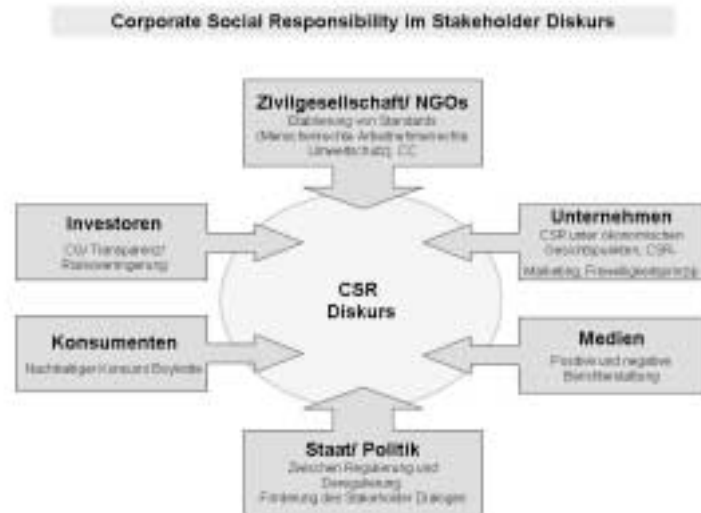 Corporate Social Responsibility im Stakeholder Diskurs
Zivilgesellschaft/ NGOs
Etablierung von Standards
(Menschenrechte Arbeitnehmerrechte
Umweltschutz), CC
Investoren
CG/ Transparenz/
Risikoverringerung
Unternehmen
CSR unter ökonomischen
Gesichtspunkten, CSR-
Marketing, Freiwilligkeitsprinzip
CSR
Diskurs
Konsumenten
Nachhaltiger Konsum/ Boykotte
Medien
Positive und negative
Berichterstattung
Staat/ Politik
Zwischen Regulierung und
Deregulierung
Förderung des Stakeholder Dialoges